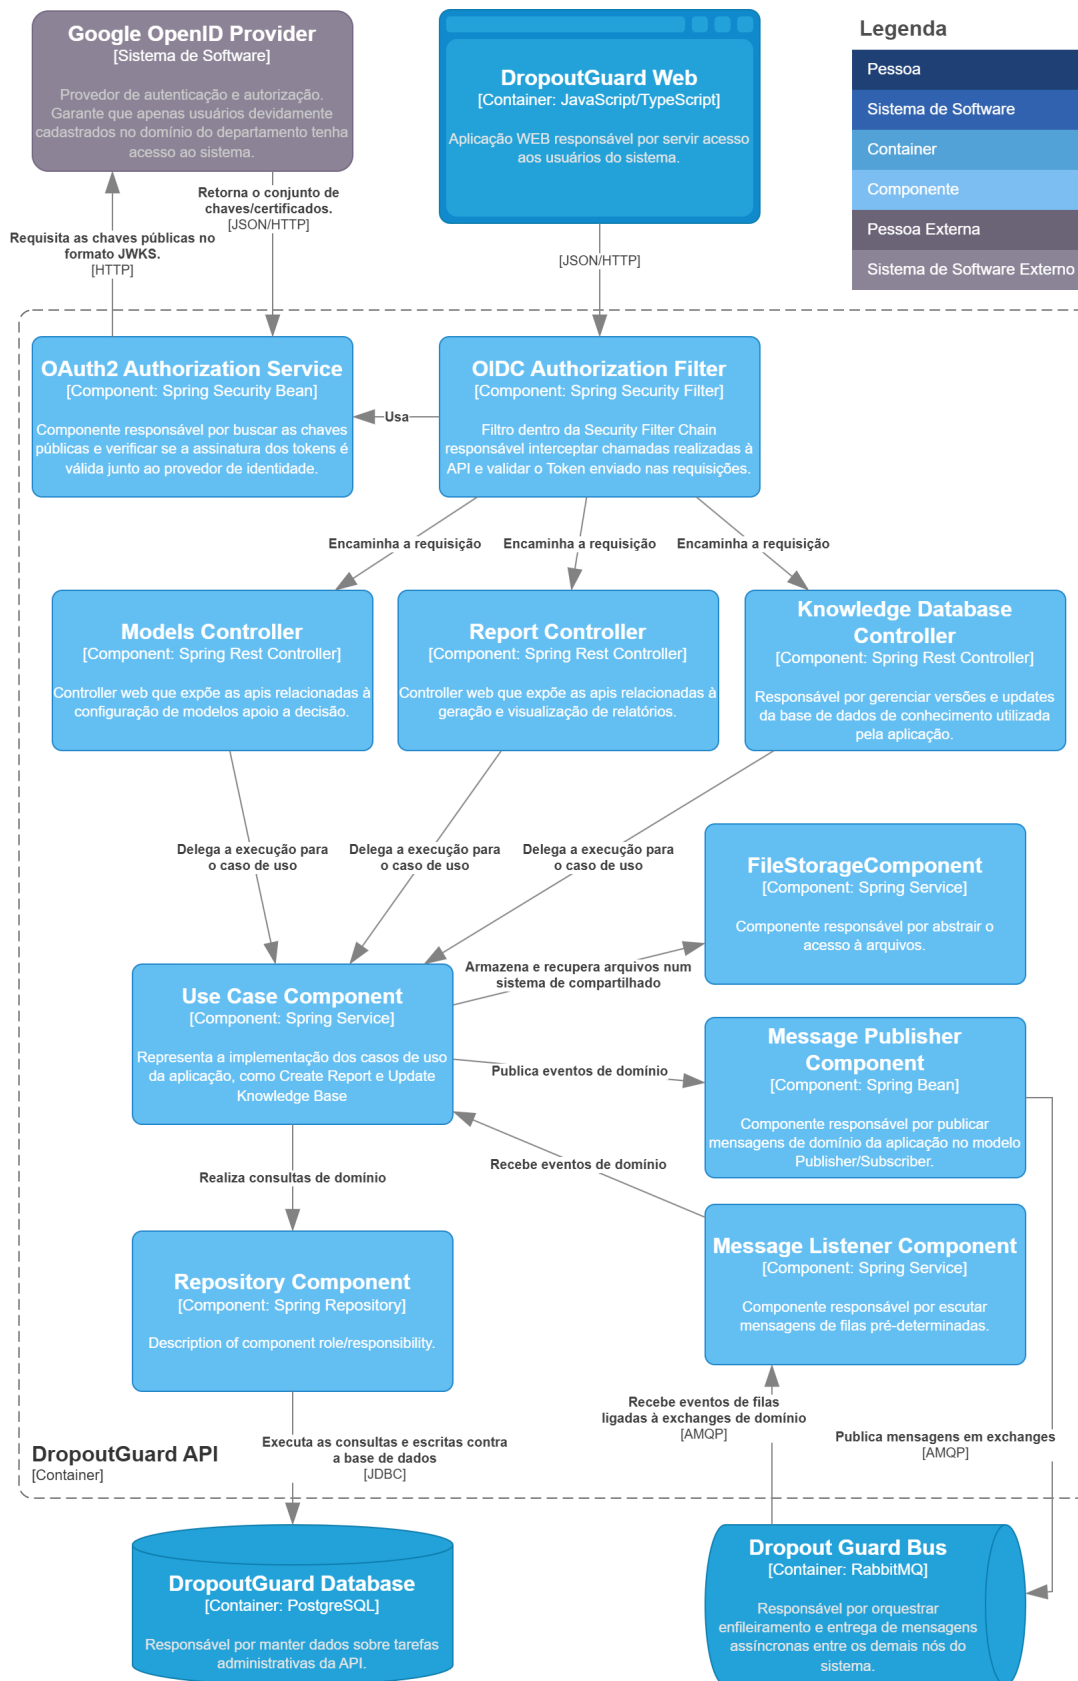 Google OpenID Provider
[Sistema de Software]
Provedor de autenticação e autorização.
Garante que apenas usuários devidamente
cadastrados no domínio do departamento tenha
acesso ao sistema.
DropoutGuard Web
[Container: JavaScript/TypeScript]
Aplicação WEB responsável por servir acesso
aos usuários do sistema.
Legenda
Pessoa
Sistema de Software
Container
Componente
Pessoa Externa
Sistema de Software Externo
Requisita as chaves públicas no
formato JWKS.
[HTTP]
Retorna o conjunto de
chaves/certificados.
[JSON/HTTP]
[JSON/HTTP]
OAuth2 Authorization Service
[Component: Spring Security Bean]
Componente responsável por buscar as chaves
públicas e verificar se a assinatura dos tokens é
válida junto ao provedor de identidade.
Usa
OIDC Authorization Filter
[Component: Spring Security Filter]
Filtro dentro da Security Filter Chain
responsável interceptar chamadas realizadas à
API e validar o Token enviado nas requisições.
Encaminha a requisição
Encaminha a requisição
Encaminha a requisição
Models Controller
[Component: Spring Rest Controller]
Controller web que expõe as apis relacionadas à
configuração de modelos apoio a decisão.
Report Controller
[Component: Spring Rest Controller]
Controller web que expõe as apis relacionadas à
geração e visualização de relatórios.
Knowledge Database
Controller
[Component: Spring Rest Controller]
Responsável por gerenciar versões e updates
da base de dados de conhecimento utilizada
pela aplicação.
Delega a execução para
o caso de uso
Delega a execução para
o caso de uso
Delega a execução para
o caso de uso
FileStorageComponent
[Component: Spring Service]
Componente responsável por abstrair o
acesso à arquivos.
Armazena e recupera arquivos num
sistema de compartilhado
Use Case Component
[Component: Spring Service]
Representa a implementação dos casos de uso
da aplicação, como Create Report e Update
Knowledge Base
Publica eventos de domínio
Message Publisher
Component
[Component: Spring Bean]
Componente responsável por publicar
mensagens de domínio da aplicação no modelo
Publisher/Subscriber.
Recebe eventos de domínio
Realiza consultas de domínio
Message Listener Component
[Component: Spring Service]
Componente responsável por escutar
mensagens de filas pré-determinadas.
Repository Component
[Component: Spring Repository]
Description of component role/responsibility.
Recebe eventos de filas
ligadas à exchanges de domínio
[AMQP]
Publica mensagens em exchanges
[AMQP]
Executa as consultas e escritas contra
a base de dados
[JDBC]
DropoutGuard API
[Container]
DropoutGuard Database
[Container: PostgreSQL]
Responsável por manter dados sobre tarefas
administrativas da API.
Dropout Guard Bus
[Container: RabbitMQ]
Responsável por orquestrar
enfileiramento e entrega de mensagens
assíncronas entre os demais nós do
sistema.